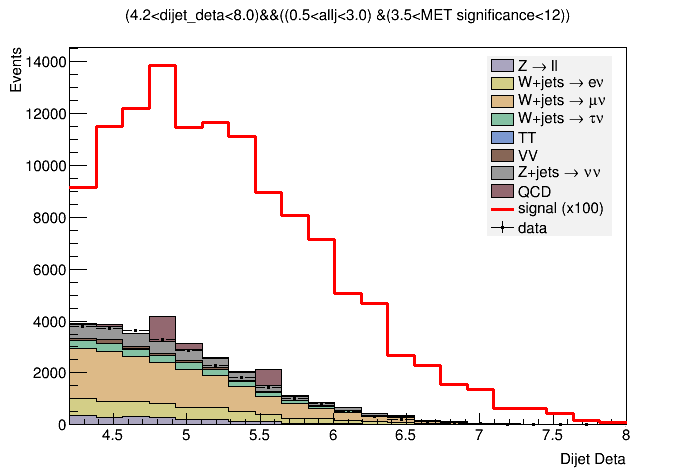 (4.2<dijet_deta<8.0)&&((0.5<allj<3.0) &(3.5<MET significance<12))
Events
14000
12000
10000
8000
6000
4000
2000
0
Z → ll
W+jets → eν
W+jets → μν
W+jets → τν
TT
VV
Z+jets → νν
QCD
signal (x100)
data
4.5 5 5.5 6 6.5 7 7.5 8
Dijet Deta